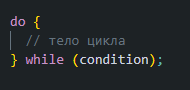 do {
// тело цикла
} while (condition);